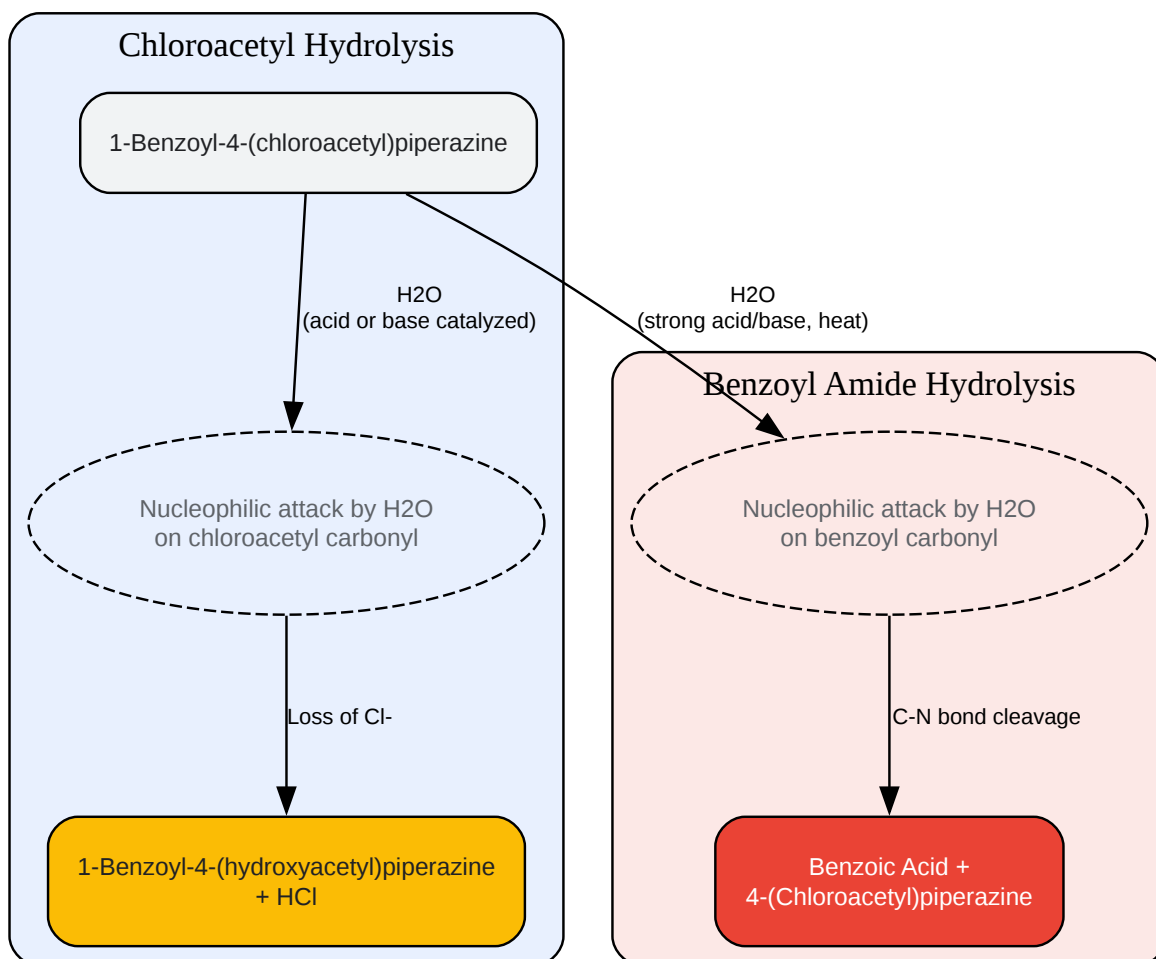 Chloroacetyl Hydrolysis
1-Benzoyl-4-(chloroacetyl)piperazine
H2O
(acid or base catalyzed)
H2O
(strong acid/base, heat)
Benzoyl Amide Hydrolysis
Nucleophilic attack by H2O
on chloroacetyl carbonyl
Nucleophilic attack by H2O
on benzoyl carbonyl
Loss of Cl-
C-N bond cleavage
1-Benzoyl-4-(hydroxyacetyl)piperazine
+ HCl
Benzoic Acid +
4-(Chloroacetyl)piperazine